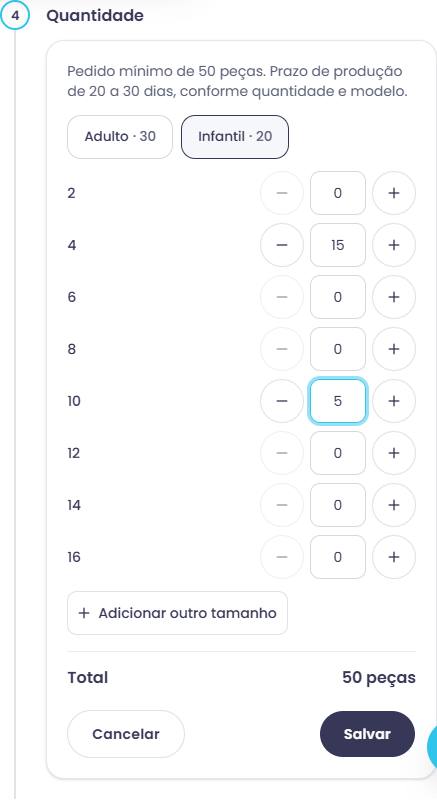 4 Quantidade
Pedido mínimo de 50 peças. Prazo de produção
de 20 a 30 dias, conforme quantidade e modelo.
Adulto · 30 Infantil · 20
2 − 0 +
4 − 15 +
6 − 0 +
8 − 0 +
10 − 5 +
12 − 0 +
14 − 0 +
16 − 0 +
+ Adicionar outro tamanho
Total 50 peças
Cancelar Salvar